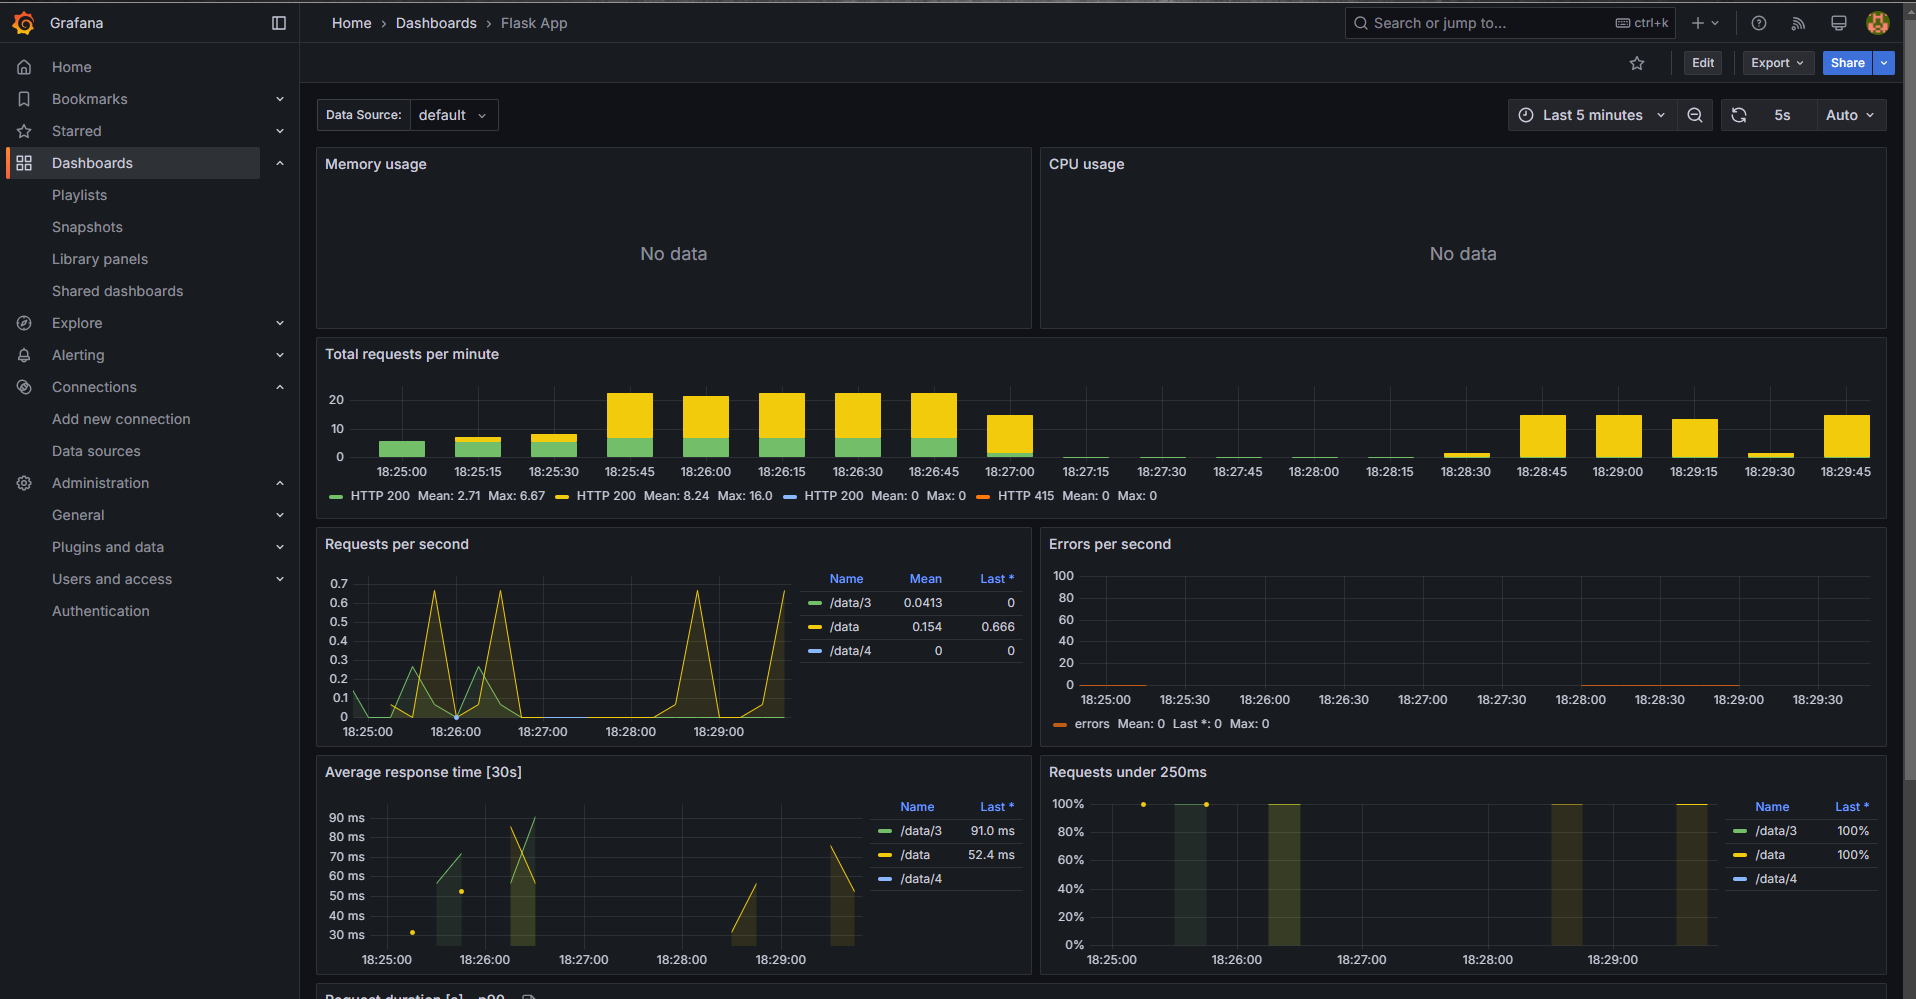 Grafana
Home › Dashboards › Flask App
Search or jump to... ctrl+k
Home
Bookmarks
Starred
Dashboards
Playlists
Snapshots
Library panels
Shared dashboards
Explore
Alerting
Connections
Add new connection
Data sources
Administration
General
Plugins and data
Users and access
Authentication
Edit Export Share
Data Source: default
Last 5 minutes 5s Auto
Memory usage
No data
CPU usage
No data
Total requests per minute
20
10
0
18:25:00 18:25:15 18:25:30 18:25:45 18:26:00 18:26:15 18:26:30 18:26:45 18:27:00 18:27:15 18:27:30 18:27:45 18:28:00 18:28:15 18:28:30 18:28:45 18:29:00 18:29:15 18:29:30 18:29:45
HTTP 200 Mean: 2.71 Max: 6.67 HTTP 200 Mean: 8.24 Max: 16.0 HTTP 200 Mean: 0 Max: 0 HTTP 415 Mean: 0 Max: 0
Requests per second
0.7
0.6
0.5
0.4
0.3
0.2
0.1
0
18:25:00 18:26:00 18:27:00 18:28:00 18:29:00
Name Mean Last *
/data/3 0.0413 0
/data 0.154 0.666
/data/4 0 0
Errors per second
100
80
60
40
20
0
18:25:00 18:25:30 18:26:00 18:26:30 18:27:00 18:27:30 18:28:00 18:28:30 18:29:00 18:29:30
errors Mean: 0 Last *: 0 Max: 0
Average response time [30s]
90 ms
80 ms
70 ms
60 ms
50 ms
40 ms
30 ms
18:25:00 18:26:00 18:27:00 18:28:00 18:29:00
Name Last *
/data/3 91.0 ms
/data 52.4 ms
/data/4
Requests under 250ms
100%
80%
60%
40%
20%
0%
18:25:00 18:26:00 18:27:00 18:28:00 18:29:00
Name Last *
/data/3 100%
/data 100%
/data/4
Request duration [s] - p90